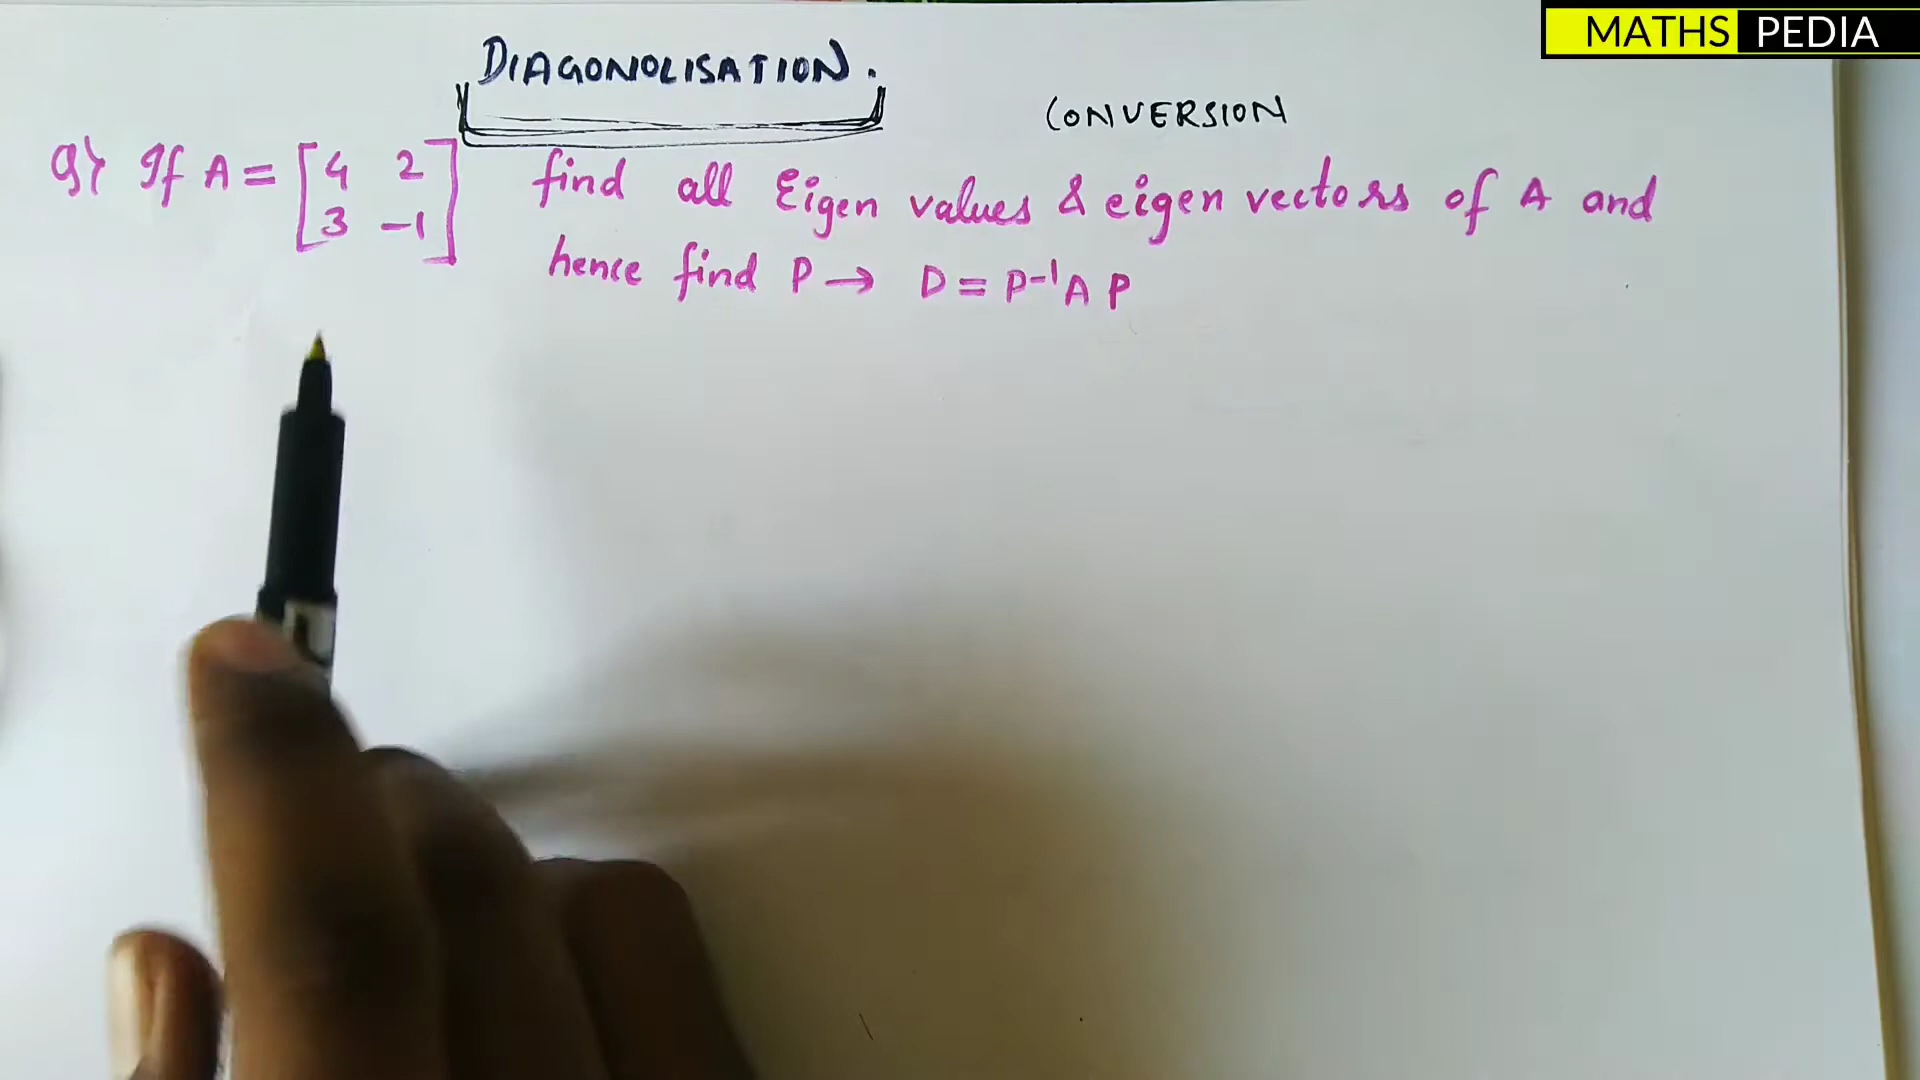 MATHS PEDIA
DIAGONOLISATION.
CONVERSION
Q) If A = [4 2 find all Eigen values & eigen vectors of A and
3 -1] hence find P → D = P⁻¹A P